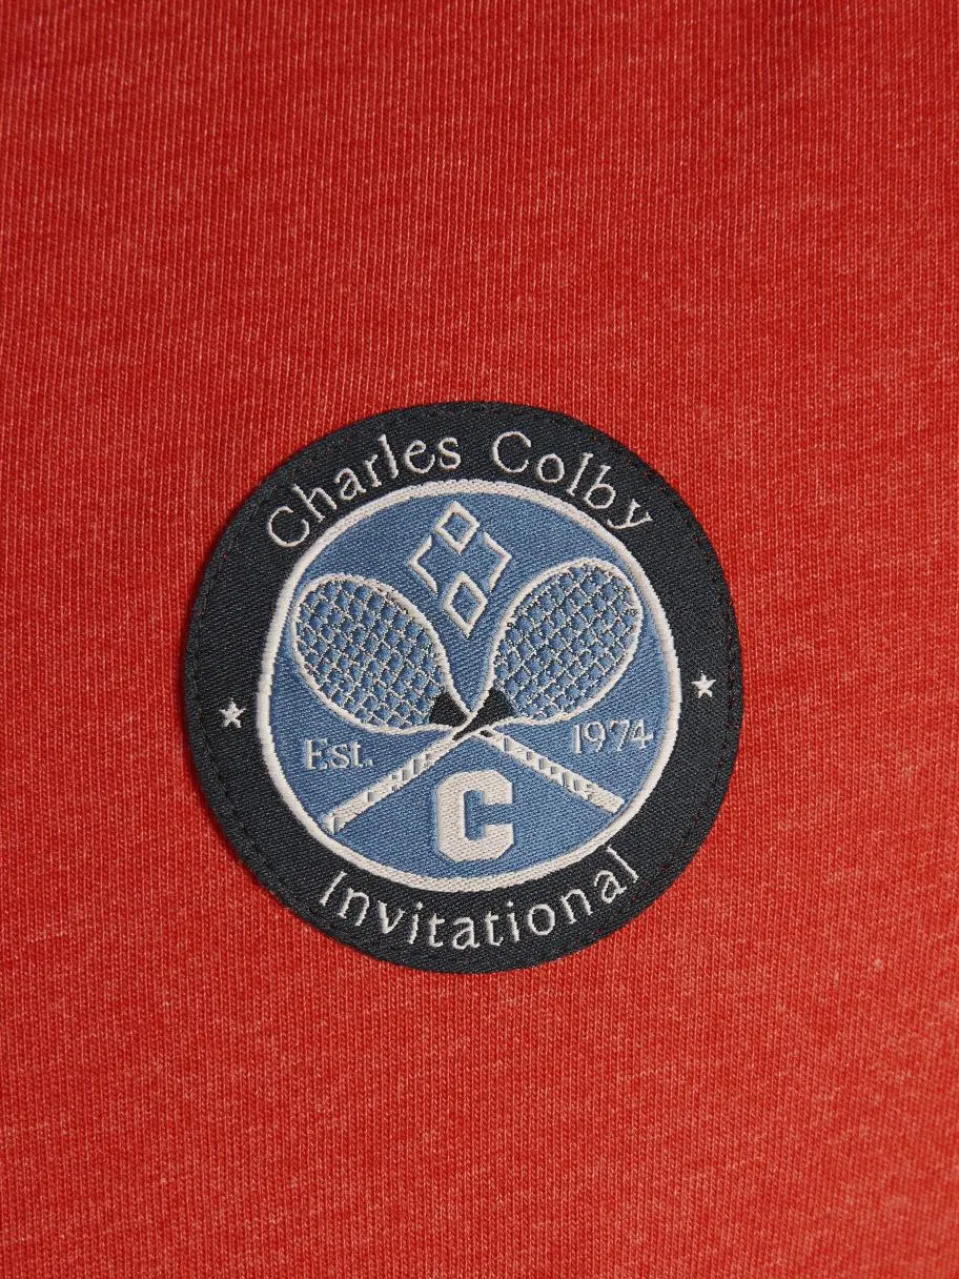 Charles Colby
Est. 1974
C
Invitational